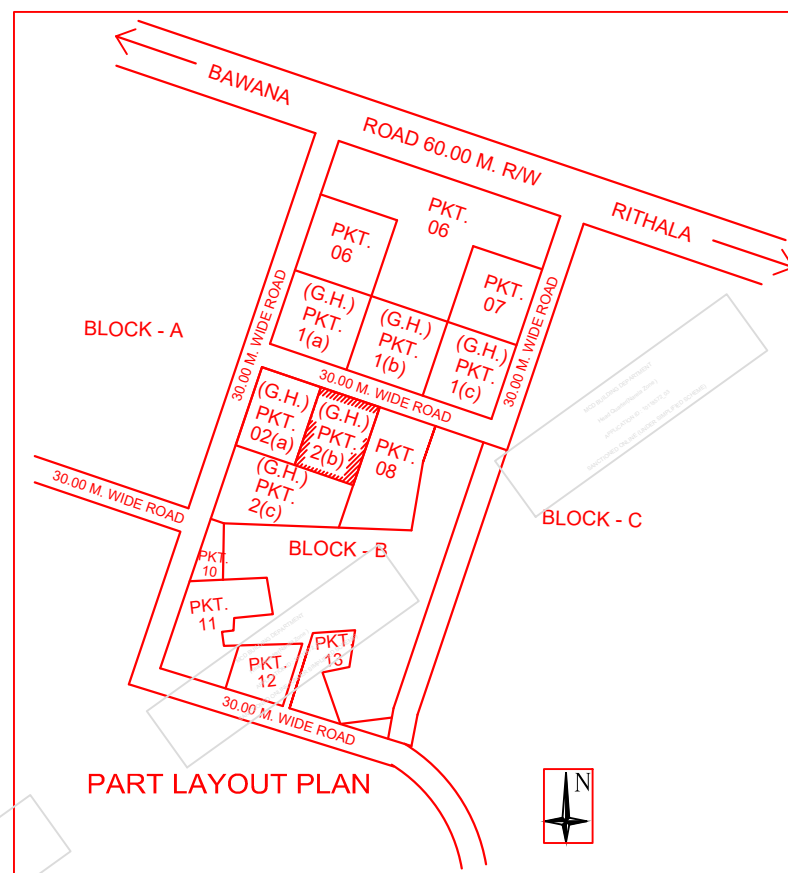 BAWANA
ROAD 60.00 M. R/W
RITHALA
PKT.
06
PKT.
06
PKT.
07
(G.H.)
PKT.
1(a)
(G.H.)
PKT.
1(b)
(G.H.)
PKT.
1(c)
30.00 M. WIDE ROAD
30.00 M. WIDE ROAD
30.00 M. WIDE ROAD
BLOCK - A
(G.H.)
PKT.
02(a)
(G.H.)
PKT.
2(b)
PKT.
08
(G.H.)
PKT.
2(c)
30.00 M. WIDE ROAD
BLOCK - C
BLOCK - B
PKT.
10
PKT.
11
PKT.
12
PKT.
13
30.00 M. WIDE ROAD
PART LAYOUT PLAN
N